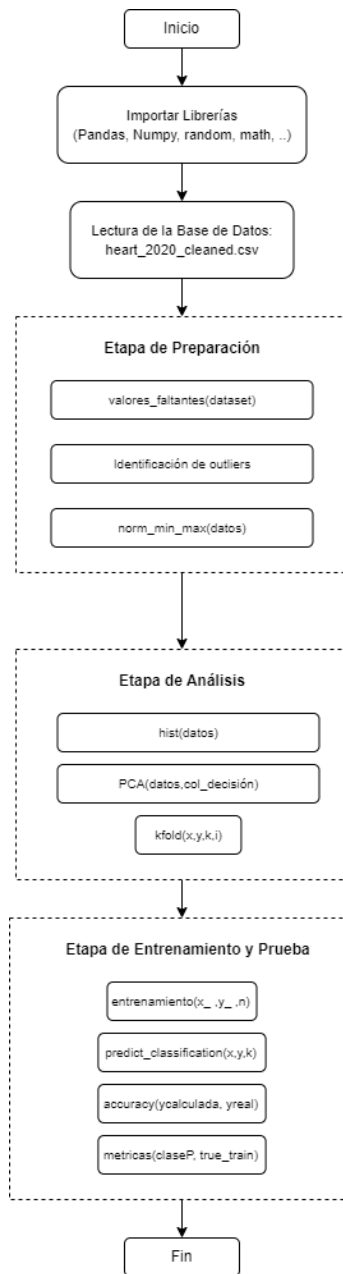 Inicio
Importar Librerías
(Pandas, Numpy, random, math, ..)
Lectura de la Base de Datos:
heart_2020_cleaned.csv
Etapa de Preparación
valores_faltantes(dataset)
Identificación de outliers
norm_min_max(datos)
Etapa de Análisis
hist(datos)
PCA(datos,col_decisión)
kfold(x,y,k,i)
Etapa de Entrenamiento y Prueba
entrenamiento(x_ ,y_ ,n)
predict_classification(x,y,k)
accuracy(ycalculada, yreal)
metricas(claseP, true_train)
Fin